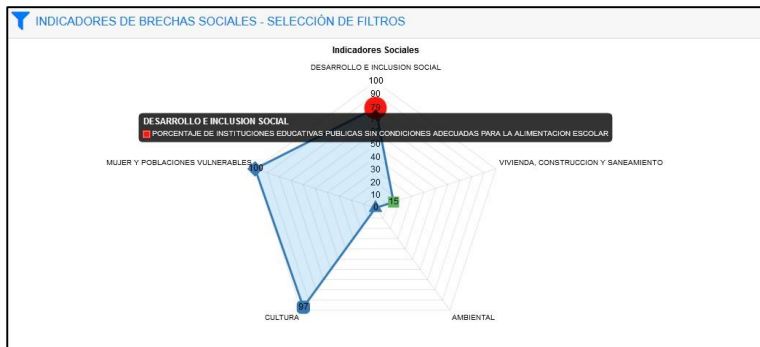 INDICADORES DE BRECHAS SOCIALES - SELECCIÓN DE FILTROS
Indicadores Sociales
DESARROLLO E INCLUSION SOCIAL
100
90
79
DESARROLLO E INCLUSION SOCIAL
PORCENTAJE DE INSTITUCIONES EDUCATIVAS PUBLICAS SIN CONDICIONES ADECUADAS PARA LA ALIMENTACION ESCOLAR
50
MUJER Y POBLACIONES VULNERABLES
100
40
VIVIENDA, CONSTRUCCION Y SANEAMIENTO
30
20
10
15
0
97
CULTURA
AMBIENTAL